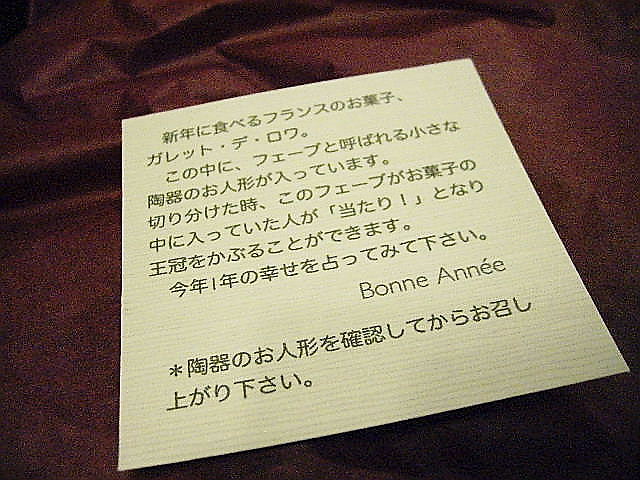 新年に食べるフランスのお菓子、
ガレット・デ・ロワ。
この中に、フェーブと呼ばれる小さな
陶器のお人形が入っています。
切り分けた時、このフェーブがお菓子の
中に入っていた人が「当たり！」となり
王冠をかぶることができます。
今年1年の幸せを占ってみて下さい。
Bonne Année
＊陶器のお人形を確認してからお召し
上がり下さい。